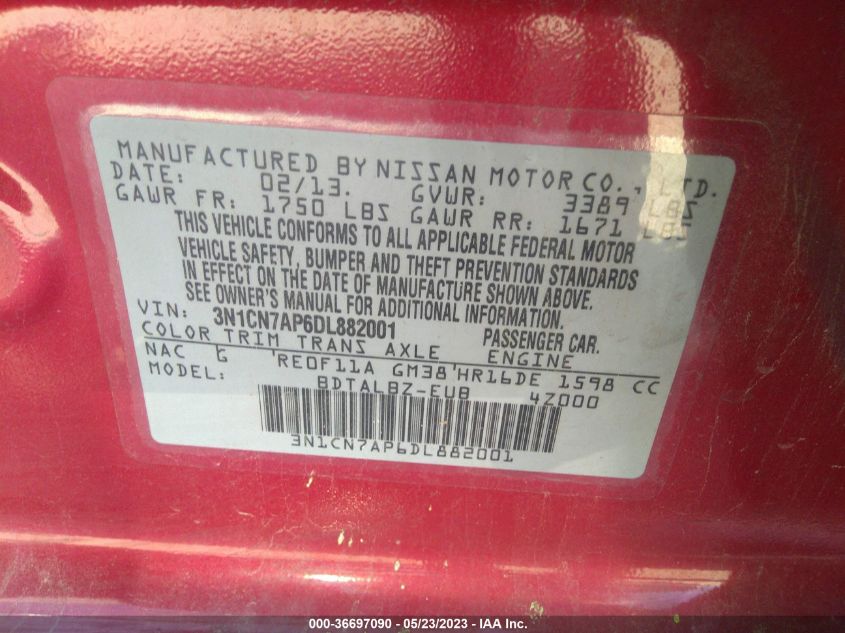 MANUFACTURED BY NISSAN MOTOR CO., LTD.
DATE: 02/13. GVWR: 3389 LBS
GAWR FR: 1750 LBS GAWR RR: 1671 LBS
THIS VEHICLE CONFORMS TO ALL APPLICABLE FEDERAL MOTOR
VEHICLE SAFETY, BUMPER AND THEFT PREVENTION STANDARDS
IN EFFECT ON THE DATE OF MANUFACTURE SHOWN ABOVE.
SEE OWNER'S MANUAL FOR ADDITIONAL INFORMATION.
VIN: 3N1CN7AP6DL882001 PASSENGER CAR.
COLOR TRIM TRANS AXLE ENGINE
NAC G RE0F11A GM38 HR16DE 1598 CC
MODEL: BDTALBZ-EUB 4Z000
3N1CN7AP6DL882001
000-36697090 - 05/23/2023 - IAA Inc.